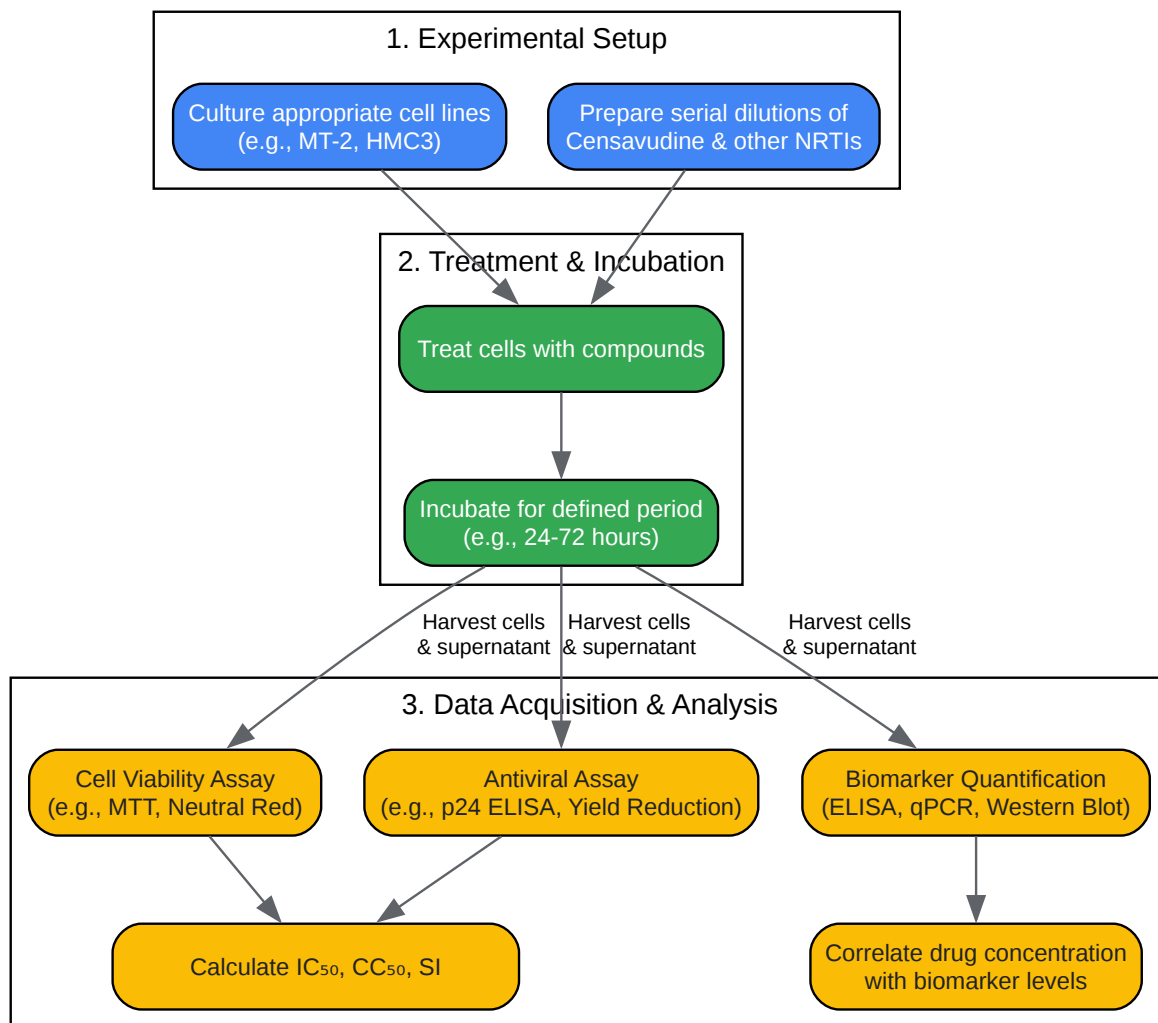 1. Experimental Setup
Culture appropriate cell lines
(e.g., MT-2, HMC3)
Prepare serial dilutions of
Censavudine & other NRTIs
2. Treatment & Incubation
Treat cells with compounds
Incubate for defined period
(e.g., 24-72 hours)
Harvest cells
& supernatant
Harvest cells
& supernatant
Harvest cells
& supernatant
3. Data Acquisition & Analysis
Cell Viability Assay
(e.g., MTT, Neutral Red)
Antiviral Assay
(e.g., p24 ELISA, Yield Reduction)
Biomarker Quantification
(ELISA, qPCR, Western Blot)
Calculate IC₅₀, CC₅₀, SI
Correlate drug concentration
with biomarker levels